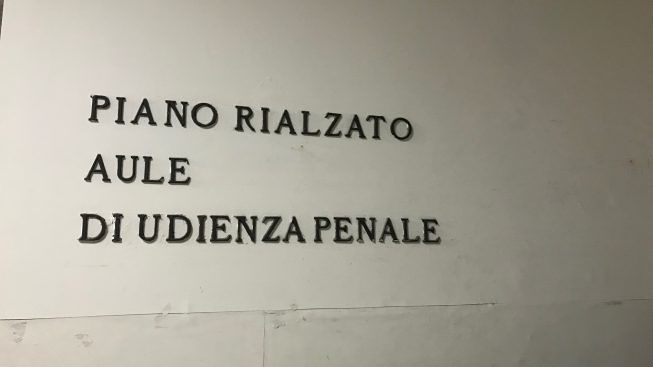 PIANO RIALZATO
AULE
DI UDIENZA PENALE